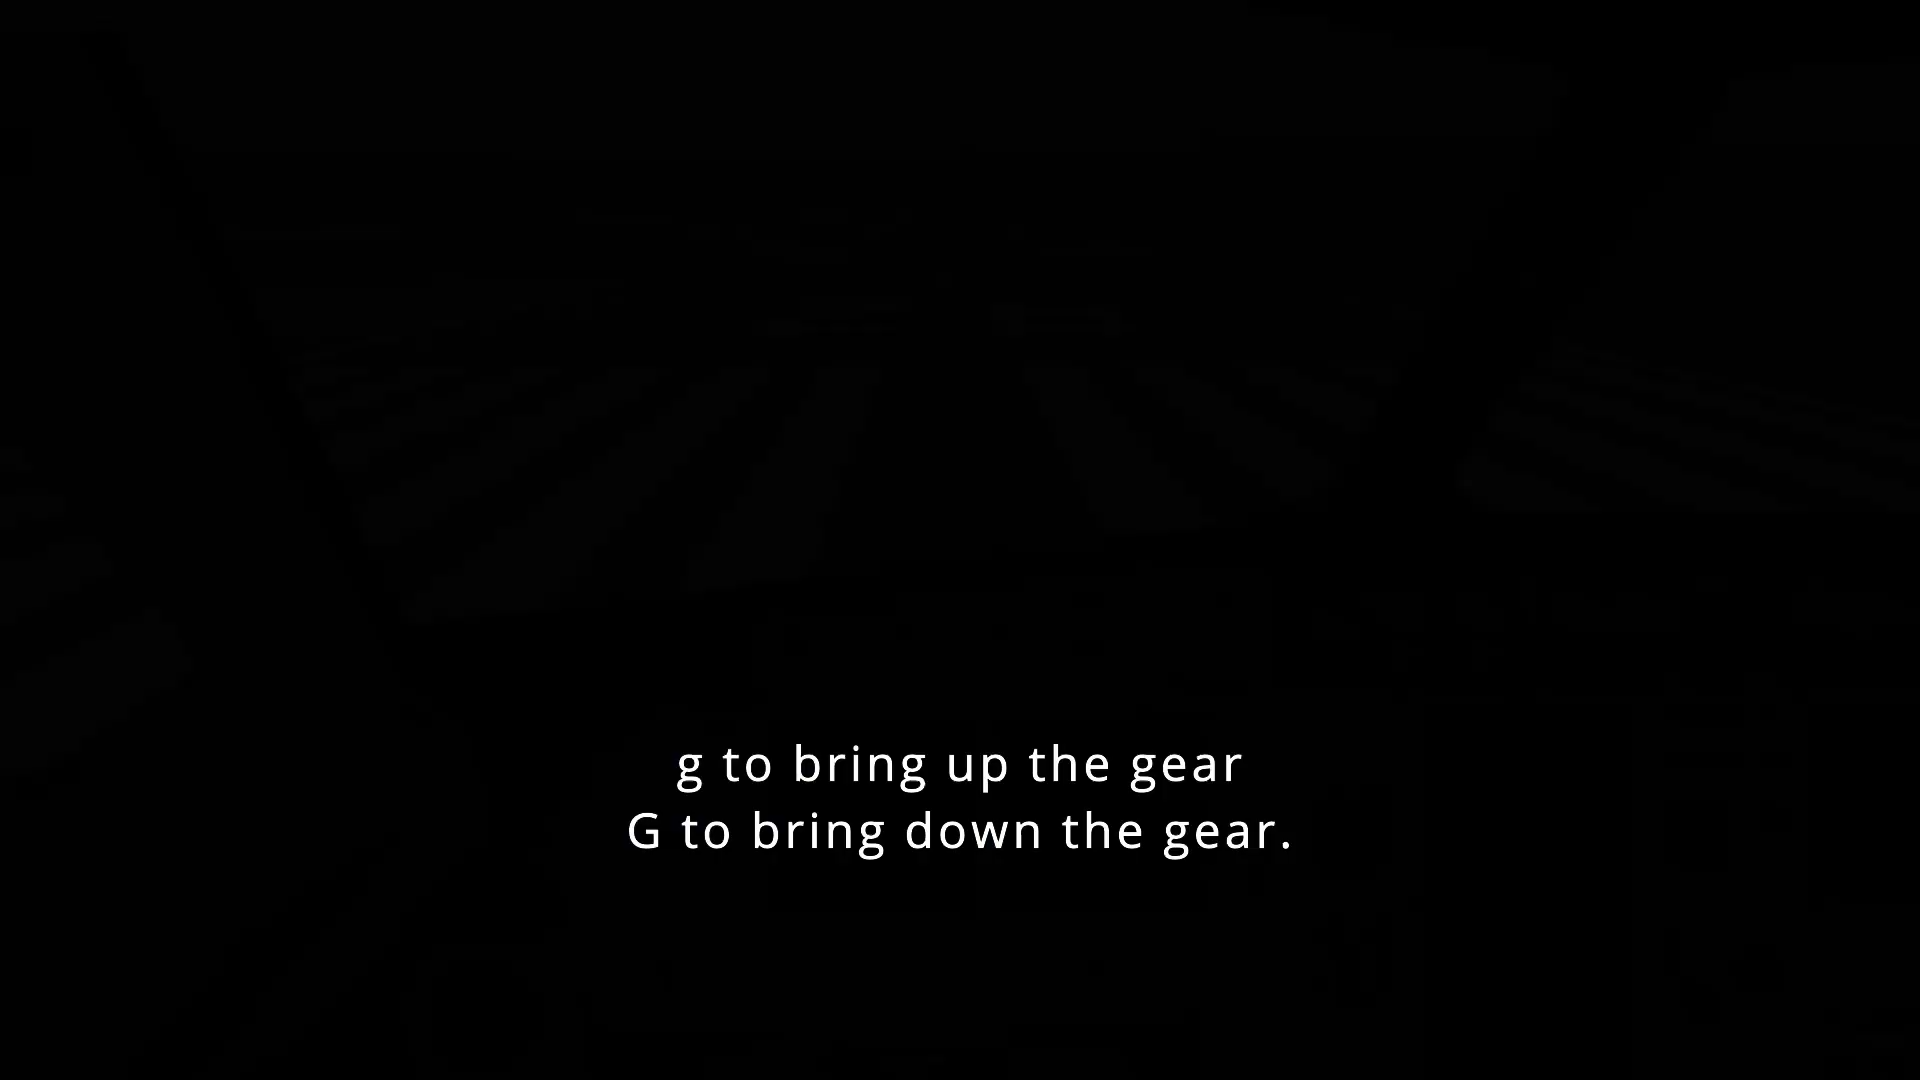 g to bring up the gear
G to bring down the gear.